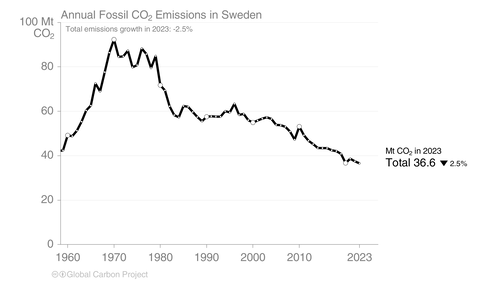 Annual Fossil CO₂ Emissions in Sweden
100 Mt
CO₂
Total emissions growth in 2023: -2.5%
80
60
40
20
0
1960 1970 1980 1990 2000 2010 2023
Mt CO₂ in 2023
Total 36.6 ▼ 2.5%
Global Carbon Project